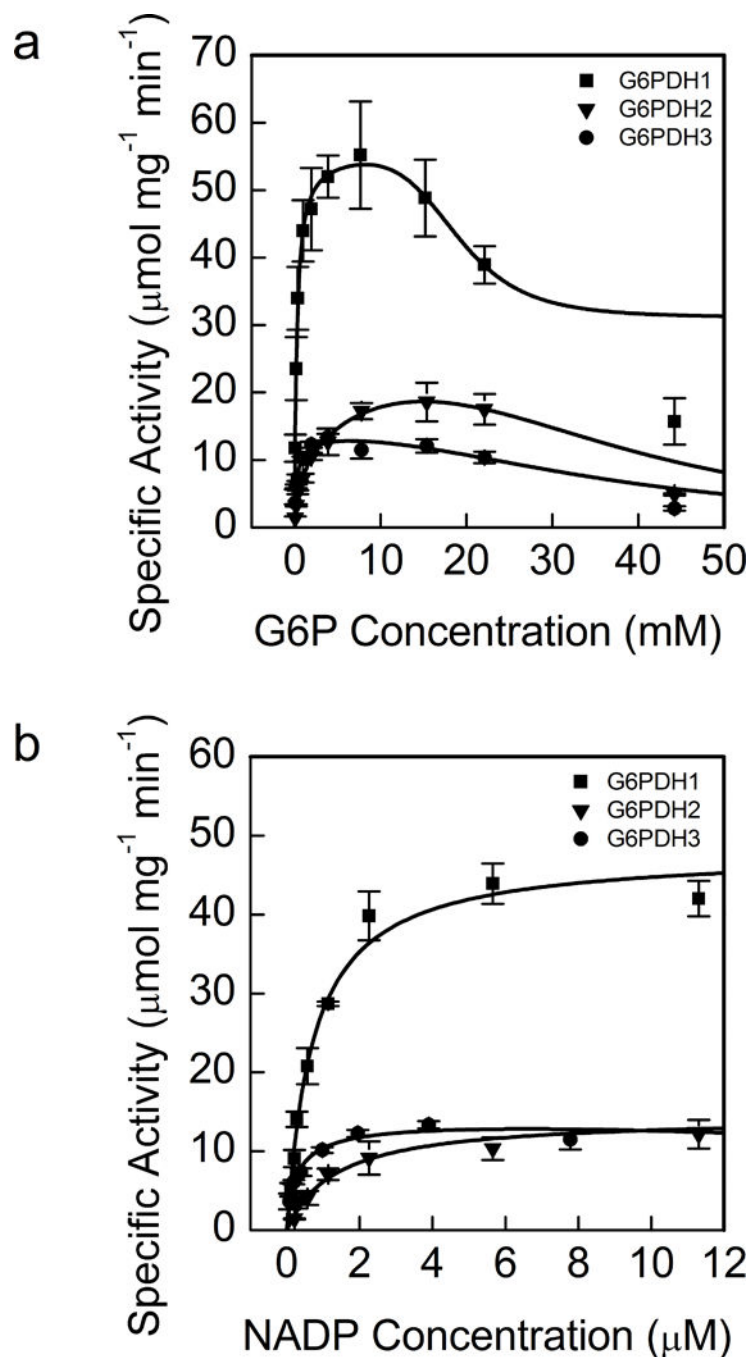 a
Specific Activity (μmol mg⁻¹ min⁻¹)
70
60
50
40
30
20
10
0
G6PDH1
G6PDH2
G6PDH3
0 10 20 30 40 50
G6P Concentration (mM)
b
Specific Activity (μmol mg⁻¹ min⁻¹)
60
50
40
30
20
10
0
G6PDH1
G6PDH2
G6PDH3
0 2 4 6 8 10 12
NADP Concentration (μM)